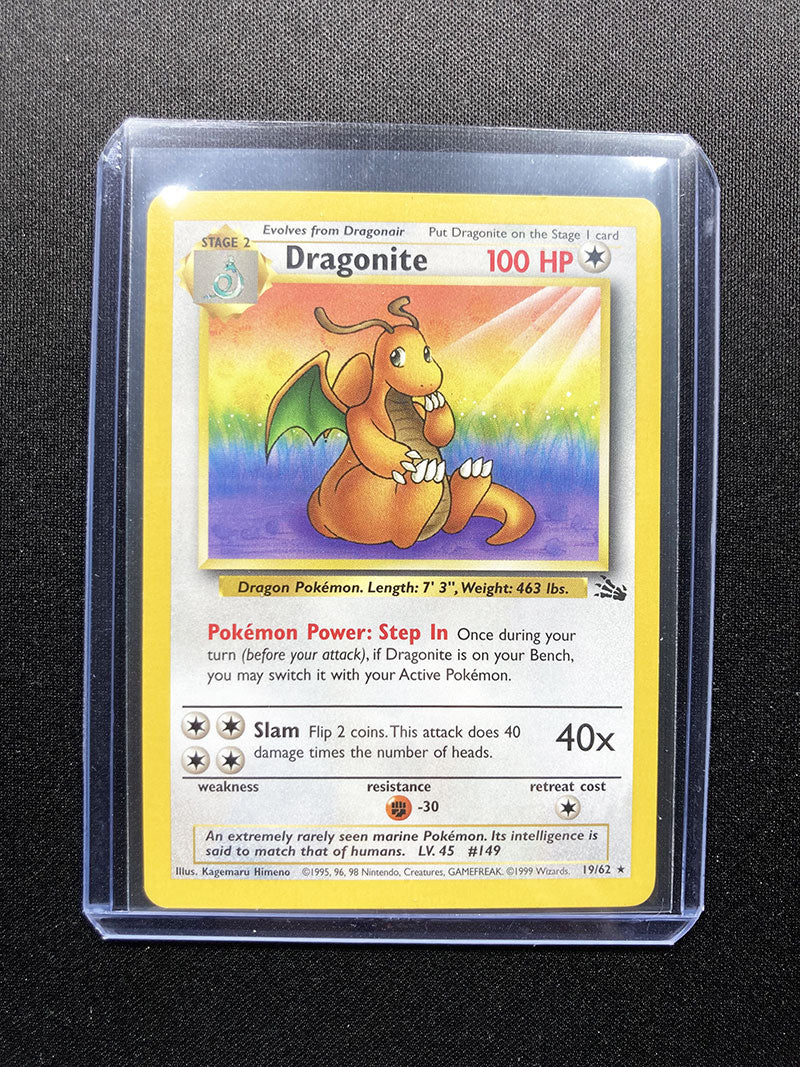 Evolves from Dragonair Put Dragonite on the Stage 1 card
STAGE 2
Dragonite 100 HP
Dragon Pokémon. Length: 7' 3", Weight: 463 lbs.
Pokémon Power: Step In Once during your
turn (before your attack), if Dragonite is on your Bench,
you may switch it with your Active Pokémon.
Slam Flip 2 coins. This attack does 40
damage times the number of heads.
40x
weakness resistance retreat cost
-30
An extremely rarely seen marine Pokémon. Its intelligence is
said to match that of humans. LV. 45 #149
Illus. Kagemaru Himeno ©1995, 96, 98 Nintendo, Creatures, GAMEFREAK. ©1999 Wizards. 19/62 ★